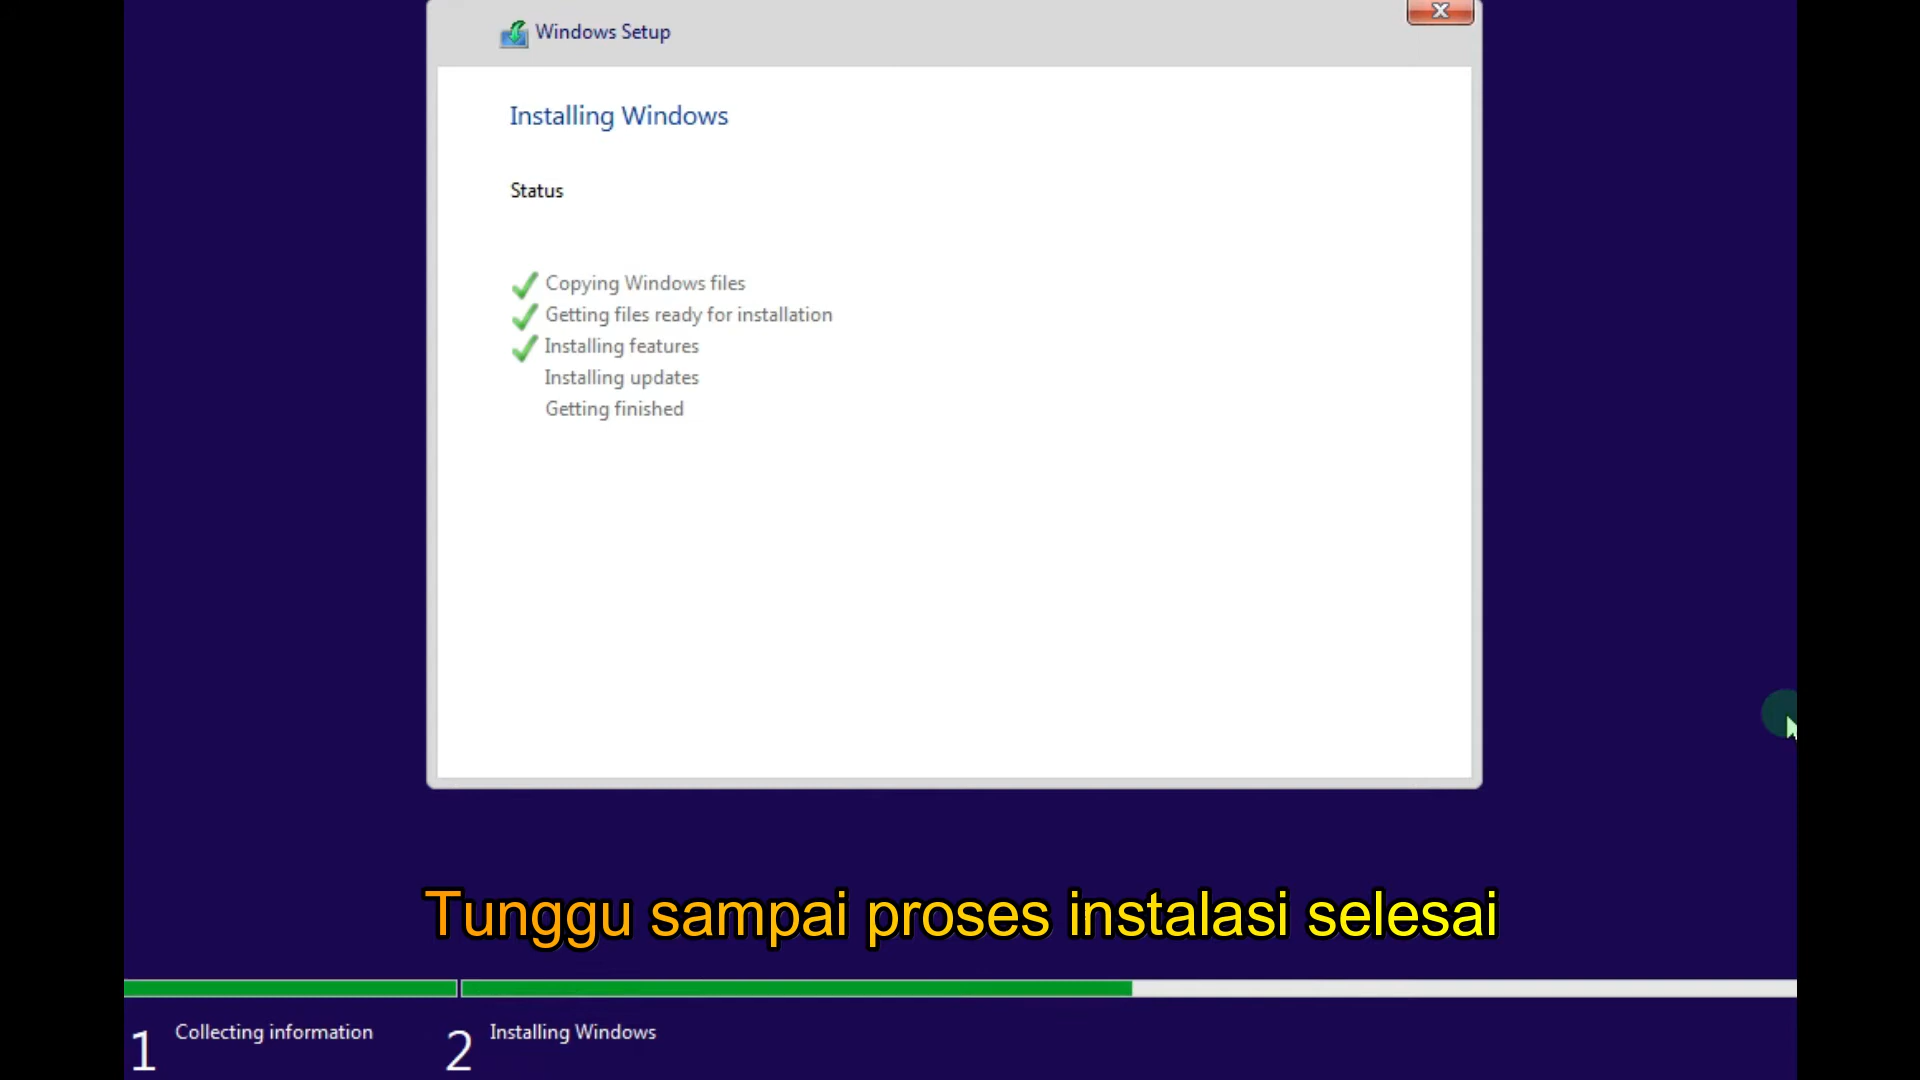 Windows Setup
Installing Windows
Status
Copying Windows files
Getting files ready for installation
Installing features
Installing updates
Getting finished
Tunggu sampai proses instalasi selesai
1 Collecting information 2 Installing Windows